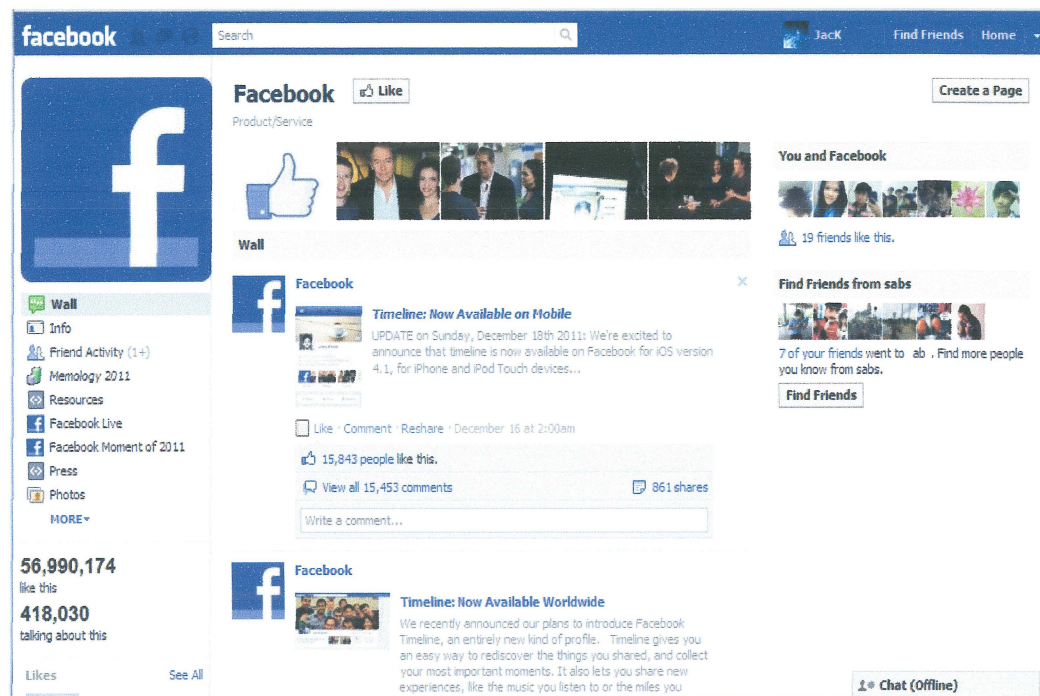 facebook
Search
JacK
Find Friends
Home
Facebook
Like
Create a Page
Product/Service
Wall
Facebook
Timeline: Now Available on Mobile
UPDATE on Sunday, December 18th 2011: We're excited to
announce that timeline is now available on Facebook for iOS version
4.1, for iPhone and iPod Touch devices...
Like · Comment · Reshare · December 16 at 2:00am
15,843 people like this.
View all 15,453 comments
861 shares
Write a comment...
Facebook
Timeline: Now Available Worldwide
We recently announced our plans to introduce Facebook
Timeline, an entirely new kind of profile. Timeline gives you
an easy way to rediscover the things you shared, and collect
your most important moments. It also lets you share new
experiences, like the music you listen to or the miles you
Wall
Info
Friend Activity (1+)
Memology 2011
Resources
Facebook Live
Facebook Moment of 2011
Press
Photos
MORE
56,990,174
like this
418,030
talking about this
Likes
See All
You and Facebook
19 friends like this.
Find Friends from sabs
7 of your friends went to ab . Find more people
you know from sabs.
Find Friends
Chat (Offline)